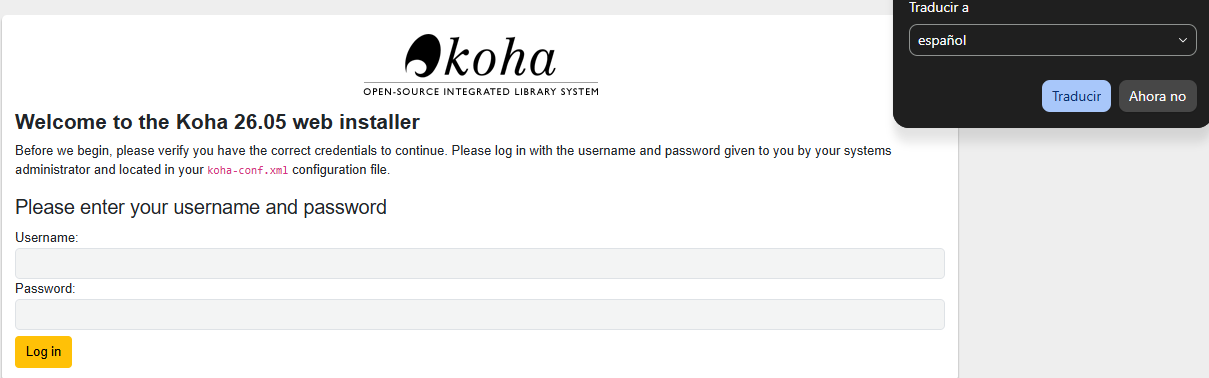 Traducir a
español
Traducir
Ahora no
koha
OPEN-SOURCE INTEGRATED LIBRARY SYSTEM
Welcome to the Koha 26.05 web installer
Before we begin, please verify you have the correct credentials to continue. Please log in with the username and password given to you by your systems
administrator and located in your koha-conf.xml configuration file.
Please enter your username and password
Username:
Password:
Log in